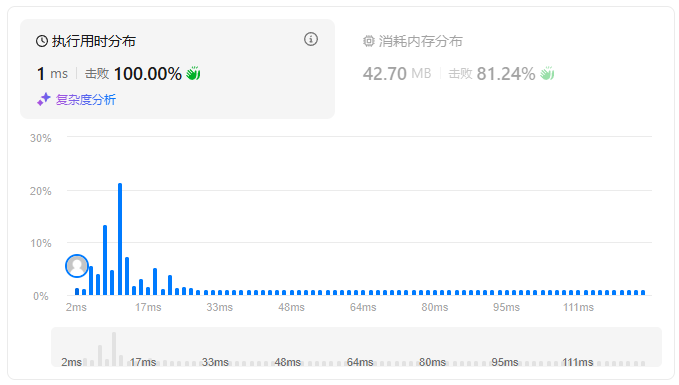 执行用时分布
1 ms 击败 100.00%
复杂度分析
消耗内存分布
42.70 MB 击败 81.24%
30%
20%
10%
0%
2ms 17ms 33ms 48ms 64ms 80ms 95ms 111ms
2ms 17ms 33ms 48ms 64ms 80ms 95ms 111ms